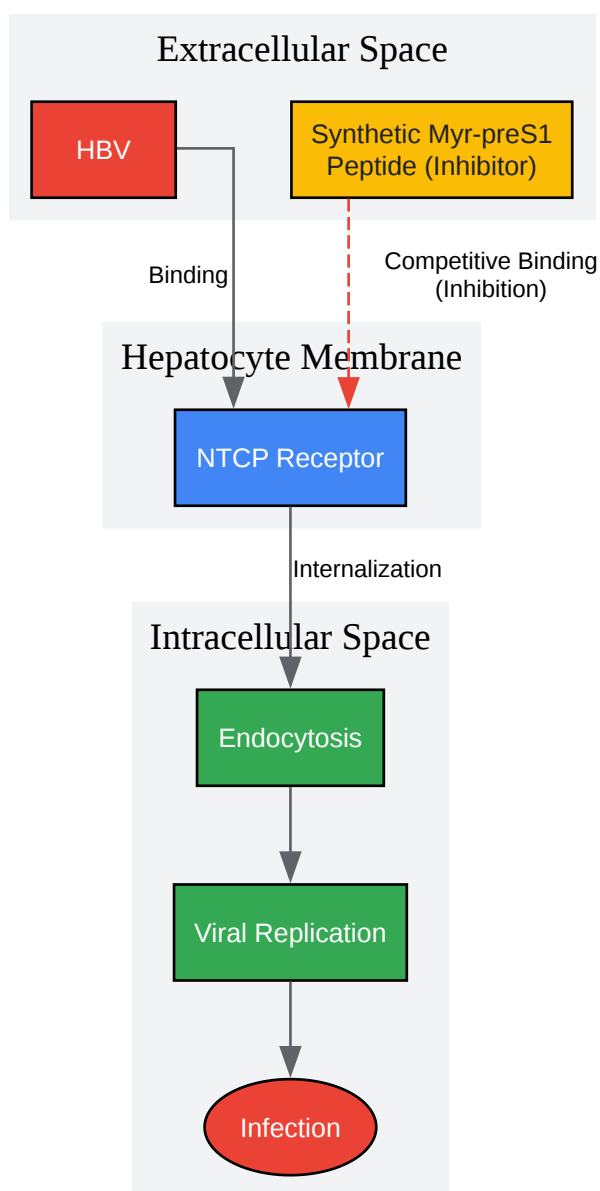 Extracellular Space
HBV
Synthetic Myr-preS1
Peptide (Inhibitor)
Binding
Competitive Binding
(Inhibition)
Hepatocyte Membrane
NTCP Receptor
Internalization
Intracellular Space
Endocytosis
Viral Replication
Infection